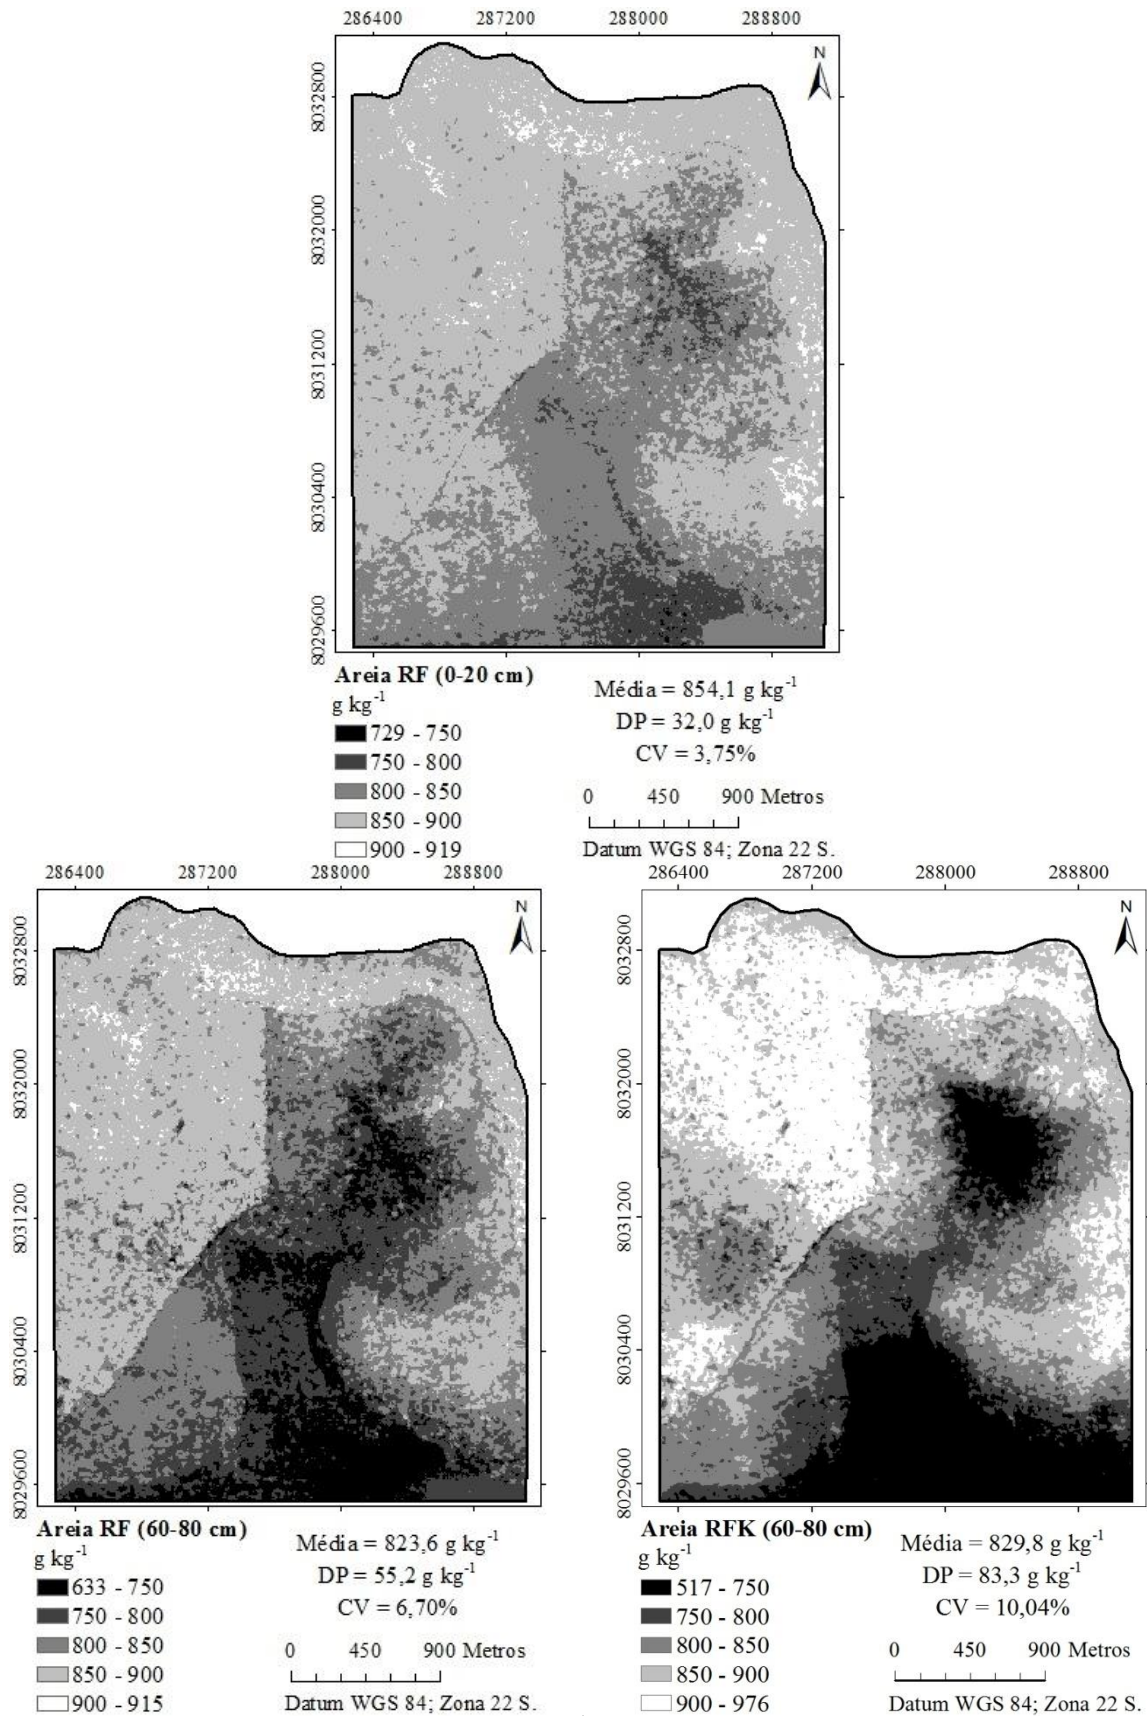 286400 287200 288000 288800
N
8032800
8032000
8031200
8030400
8029600
Areia RF (0-20 cm)
g kg-1
729 - 750
750 - 800
800 - 850
850 - 900
900 - 919
Média = 854,1 g kg-1
DP = 32,0 g kg-1
CV = 3,75%
0 450 900 Metros
Datum WGS 84; Zona 22 S.
286400 287200 288000 288800
N
8032800
8032000
8031200
8030400
8029600
Areia RF (60-80 cm)
g kg-1
633 - 750
750 - 800
800 - 850
850 - 900
900 - 915
Média = 823,6 g kg-1
DP = 55,2 g kg-1
CV = 6,70%
0 450 900 Metros
Datum WGS 84; Zona 22 S.
286400 287200 288000 288800
N
8032800
8032000
8031200
8030400
8029600
Areia RFK (60-80 cm)
g kg-1
517 - 750
750 - 800
800 - 850
850 - 900
900 - 976
Média = 829,8 g kg-1
DP = 83,3 g kg-1
CV = 10,04%
0 450 900 Metros
Datum WGS 84; Zona 22 S.